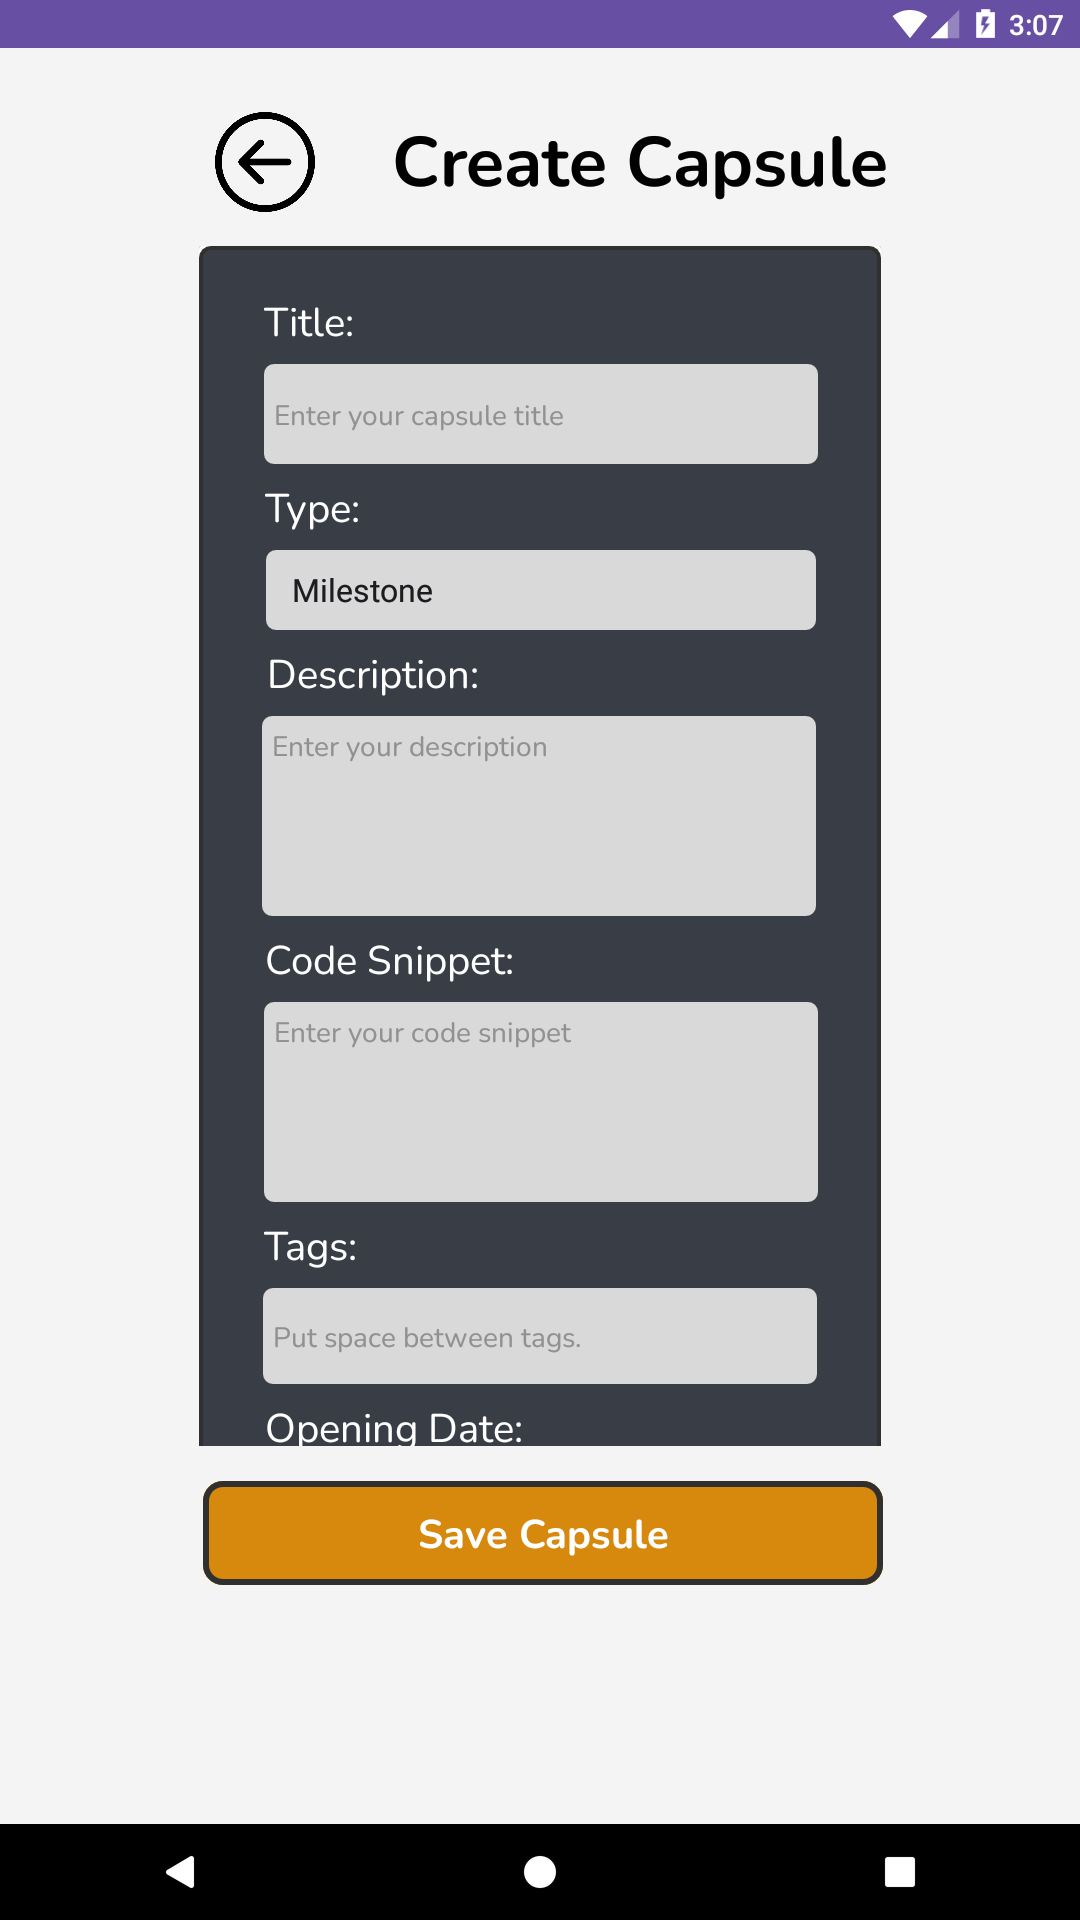 3:07
Create Capsule
Title:
Enter your capsule title
Type:
Milestone
Description:
Enter your description
Code Snippet:
Enter your code snippet
Tags:
Put space between tags.
Opening Date:
Save Capsule